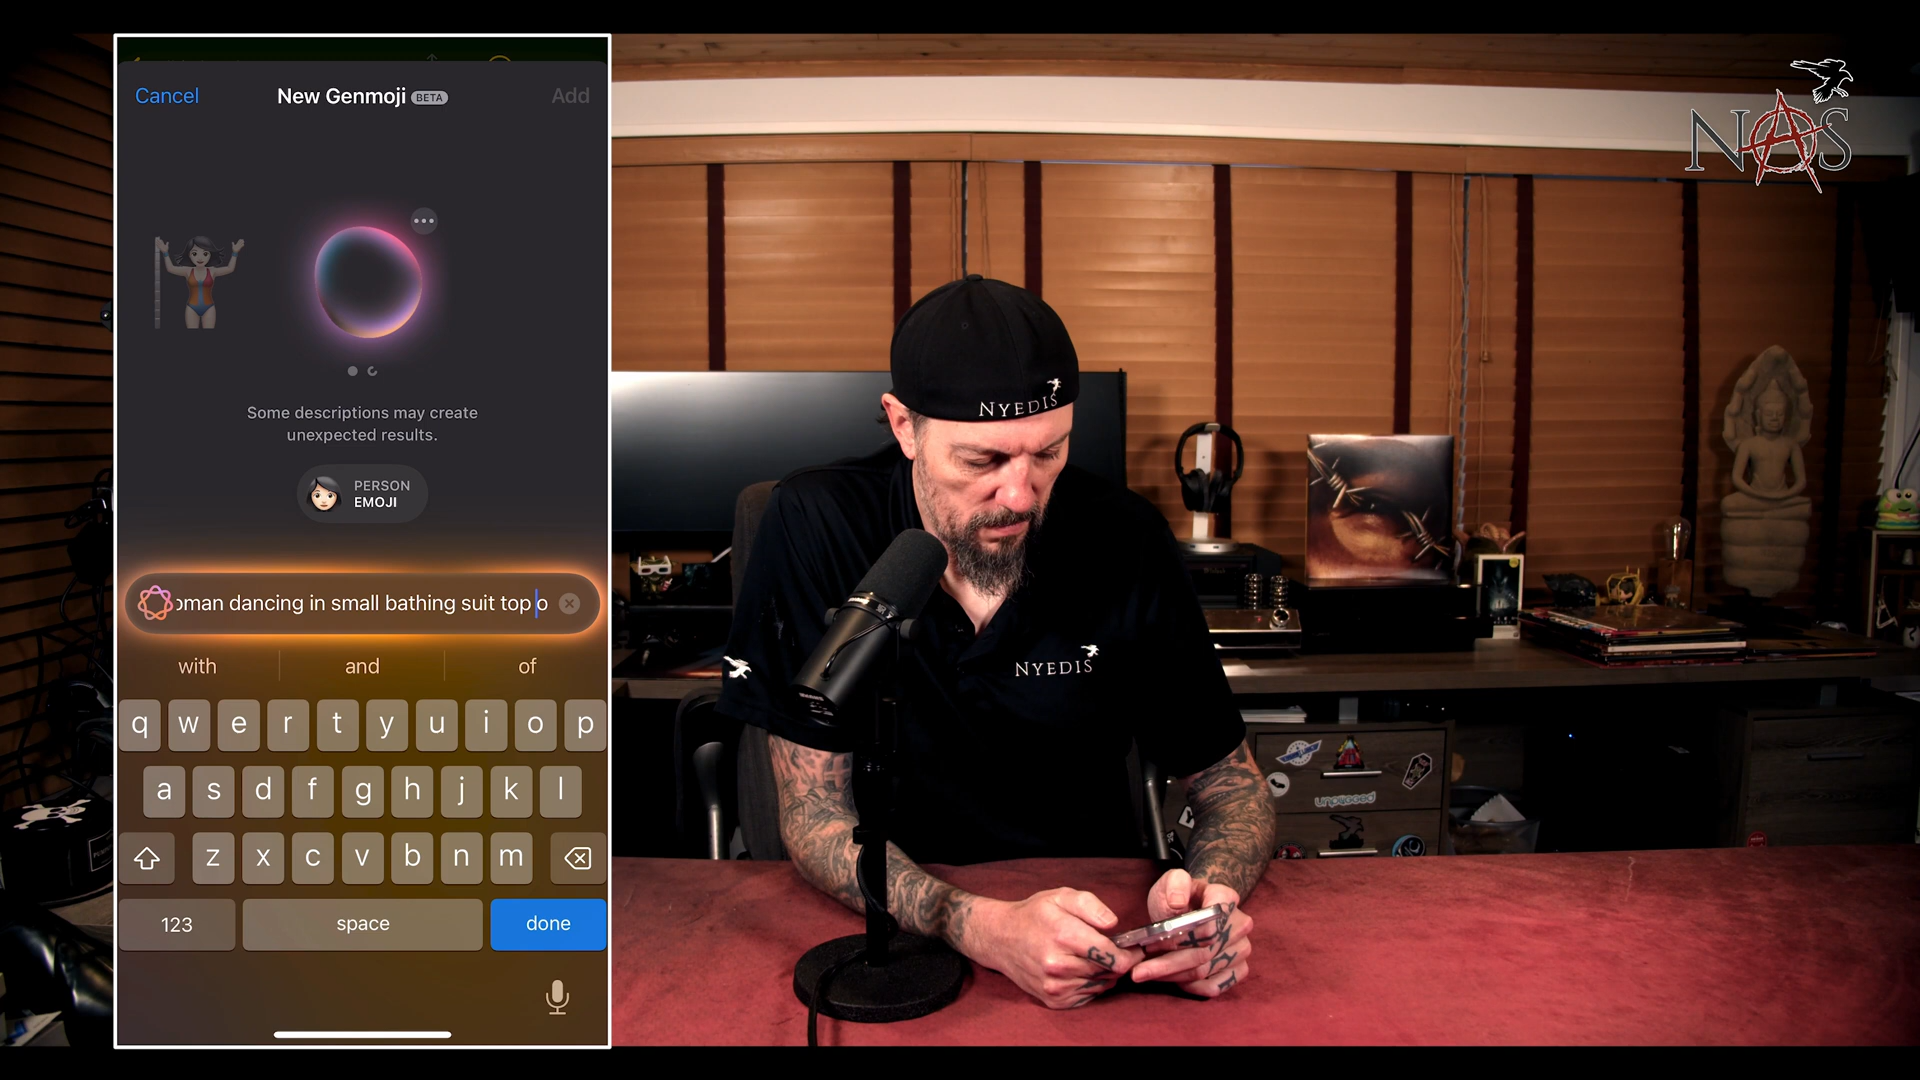 Cancel
New Genmoji BETA
Add
Some descriptions may create
unexpected results.
PERSON
EMOJI
oman dancing in small bathing suit top o
with and of
q w e r t y u i o p
a s d f g h j k l
z x c v b n m
123 space done
NAS
NYEDIS
NYEDIS
unplugged